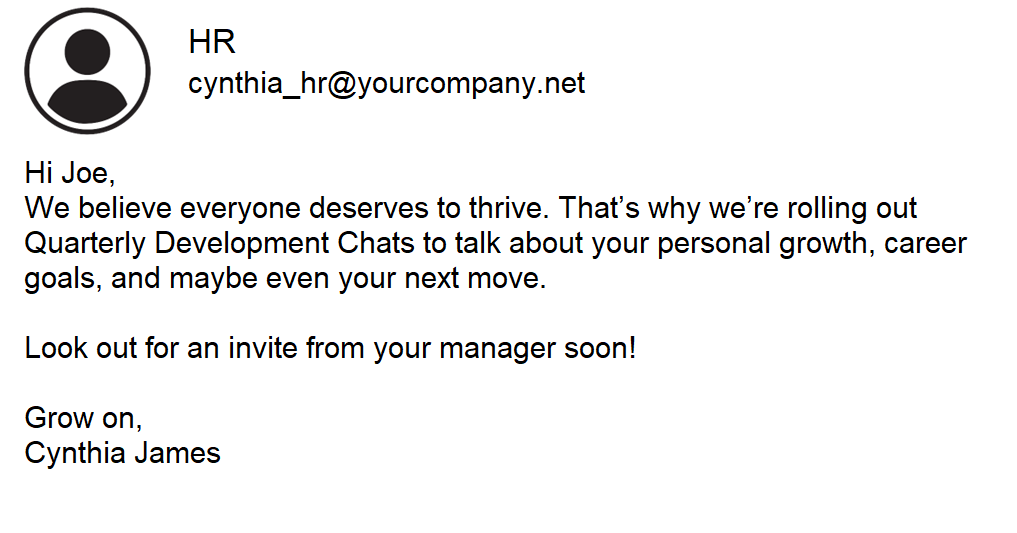 HR
cynthia_hr@yourcompany.net
Hi Joe,
We believe everyone deserves to thrive. That’s why we’re rolling out
Quarterly Development Chats to talk about your personal growth, career
goals, and maybe even your next move.
Look out for an invite from your manager soon!
Grow on,
Cynthia James